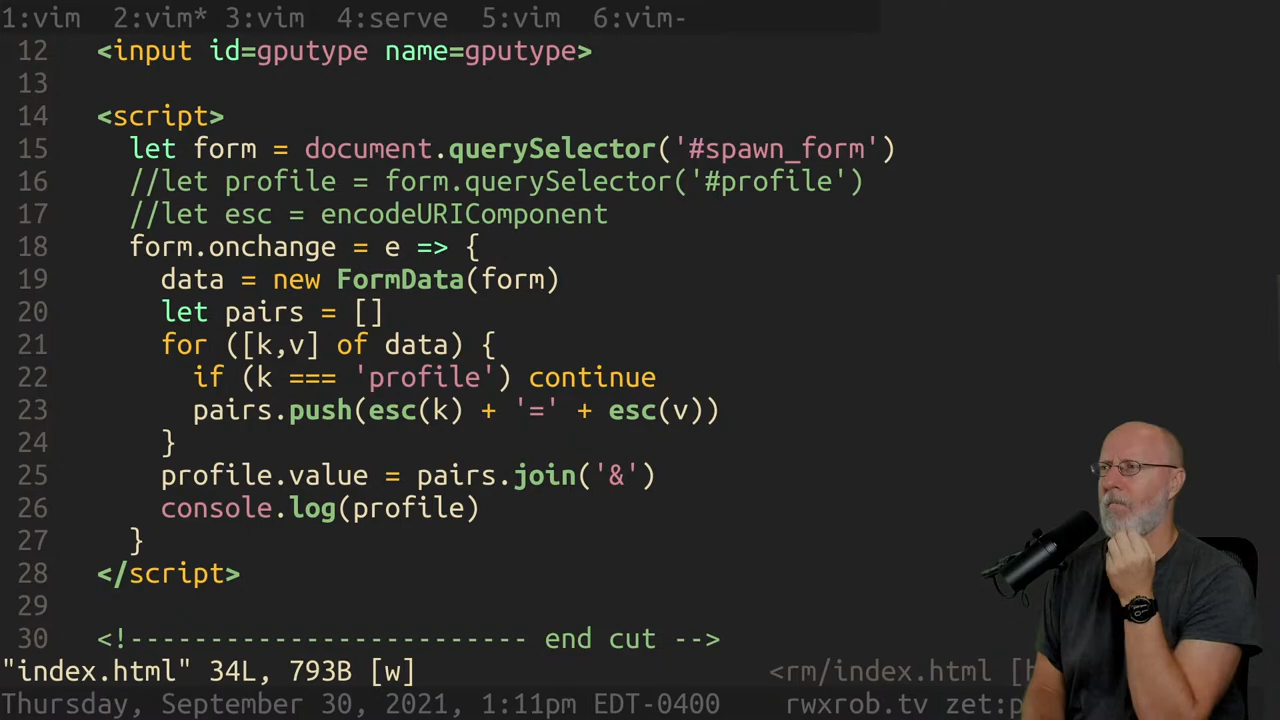 1:vim 2:vim* 3:vim 4:serve 5:vim 6:vim-
12 <input id=gputype name=gputype>
13
14 <script>
15 let form = document.querySelector('#spawn_form')
16 //let profile = form.querySelector('#profile')
17 //let esc = encodeURIComponent
18 form.onchange = e => {
19 data = new FormData(form)
20 let pairs = []
21 for ([k,v] of data) {
22 if (k === 'profile') continue
23 pairs.push(esc(k) + '=' + esc(v))
24 }
25 profile.value = pairs.join('&')
26 console.log(profile)
27 }
28 </script>
29
30 <!------------------------- end cut -->
"index.html" 34L, 793B [w] <rm/index.html [h
Thursday, September 30, 2021, 1:11pm EDT-0400 rwxrob.tv zet:p